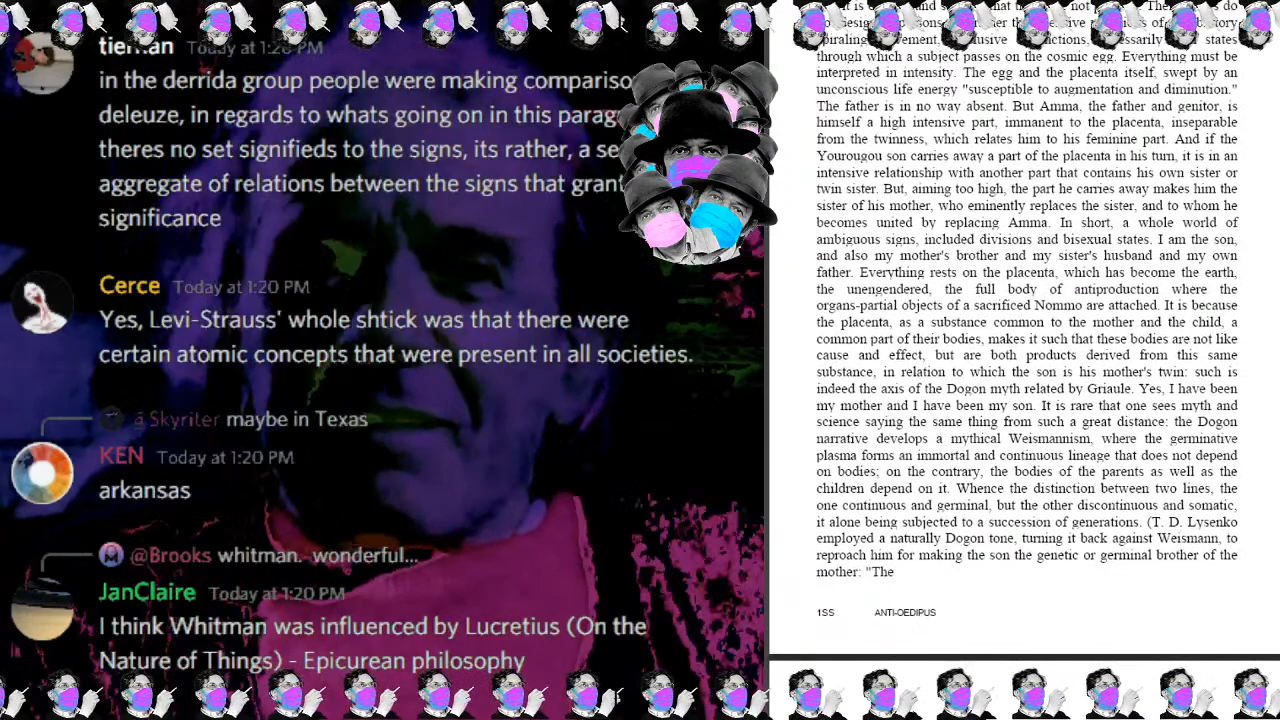 tiernan Today at 1:20 PM
in the derrida group people were making compariso
deleuze, in regards to whats going on in this parag
theres no set signifieds to the signs, its rather, a se
aggregate of relations between the signs that grant
significance
Cerce Today at 1:20 PM
Yes, Levi-Strauss' whole shtick was that there were
certain atomic concepts that were present in all societies.
Skyriter maybe in Texas
KEN Today at 1:20 PM
arkansas
@Brooks whitman. wonderful...
JanClaire Today at 1:20 PM
I think Whitman was influenced by Lucretius (On the
Nature of Things) - Epicurean philosophy
through which a subject passes on the cosmic egg. Everything must be
interpreted in intensity. The egg and the placenta itself, swept by an
unconscious life energy "susceptible to augmentation and diminution."
The father is in no way absent. But Amma, the father and genitor, is
himself a high intensive part, immanent to the placenta, inseparable
from the twinness, which relates him to his feminine part. And if the
Yourougou son carries away a part of the placenta in his turn, it is in an
intensive relationship with another part that contains his own sister or
twin sister. But, aiming too high, the part he carries away makes him the
sister of his mother, who eminently replaces the sister, and to whom he
becomes united by replacing Amma. In short, a whole world of
ambiguous signs, included divisions and bisexual states. I am the son,
and also my mother's brother and my sister's husband and my own
father. Everything rests on the placenta, which has become the earth,
the unengendered, the full body of antiproduction where the
organs-partial objects of a sacrificed Nommo are attached. It is because
the placenta, as a substance common to the mother and the child, a
common part of their bodies, makes it such that these bodies are not like
cause and effect, but are both products derived from this same
substance, in relation to which the son is his mother's twin: such is
indeed the axis of the Dogon myth related by Griaule. Yes, I have been
my mother and I have been my son. It is rare that one sees myth and
science saying the same thing from such a great distance: the Dogon
narrative develops a mythical Weismannism, where the germinative
plasma forms an immortal and continuous lineage that does not depend
on bodies; on the contrary, the bodies of the parents as well as the
children depend on it. Whence the distinction between two lines, the
one continuous and germinal, but the other discontinuous and somatic,
it alone being subjected to a succession of generations. (T. D. Lysenko
employed a naturally Dogon tone, turning it back against Weismann, to
reproach him for making the son the genetic or germinal brother of the
mother: "The
1SS ANTI-OEDIPUS